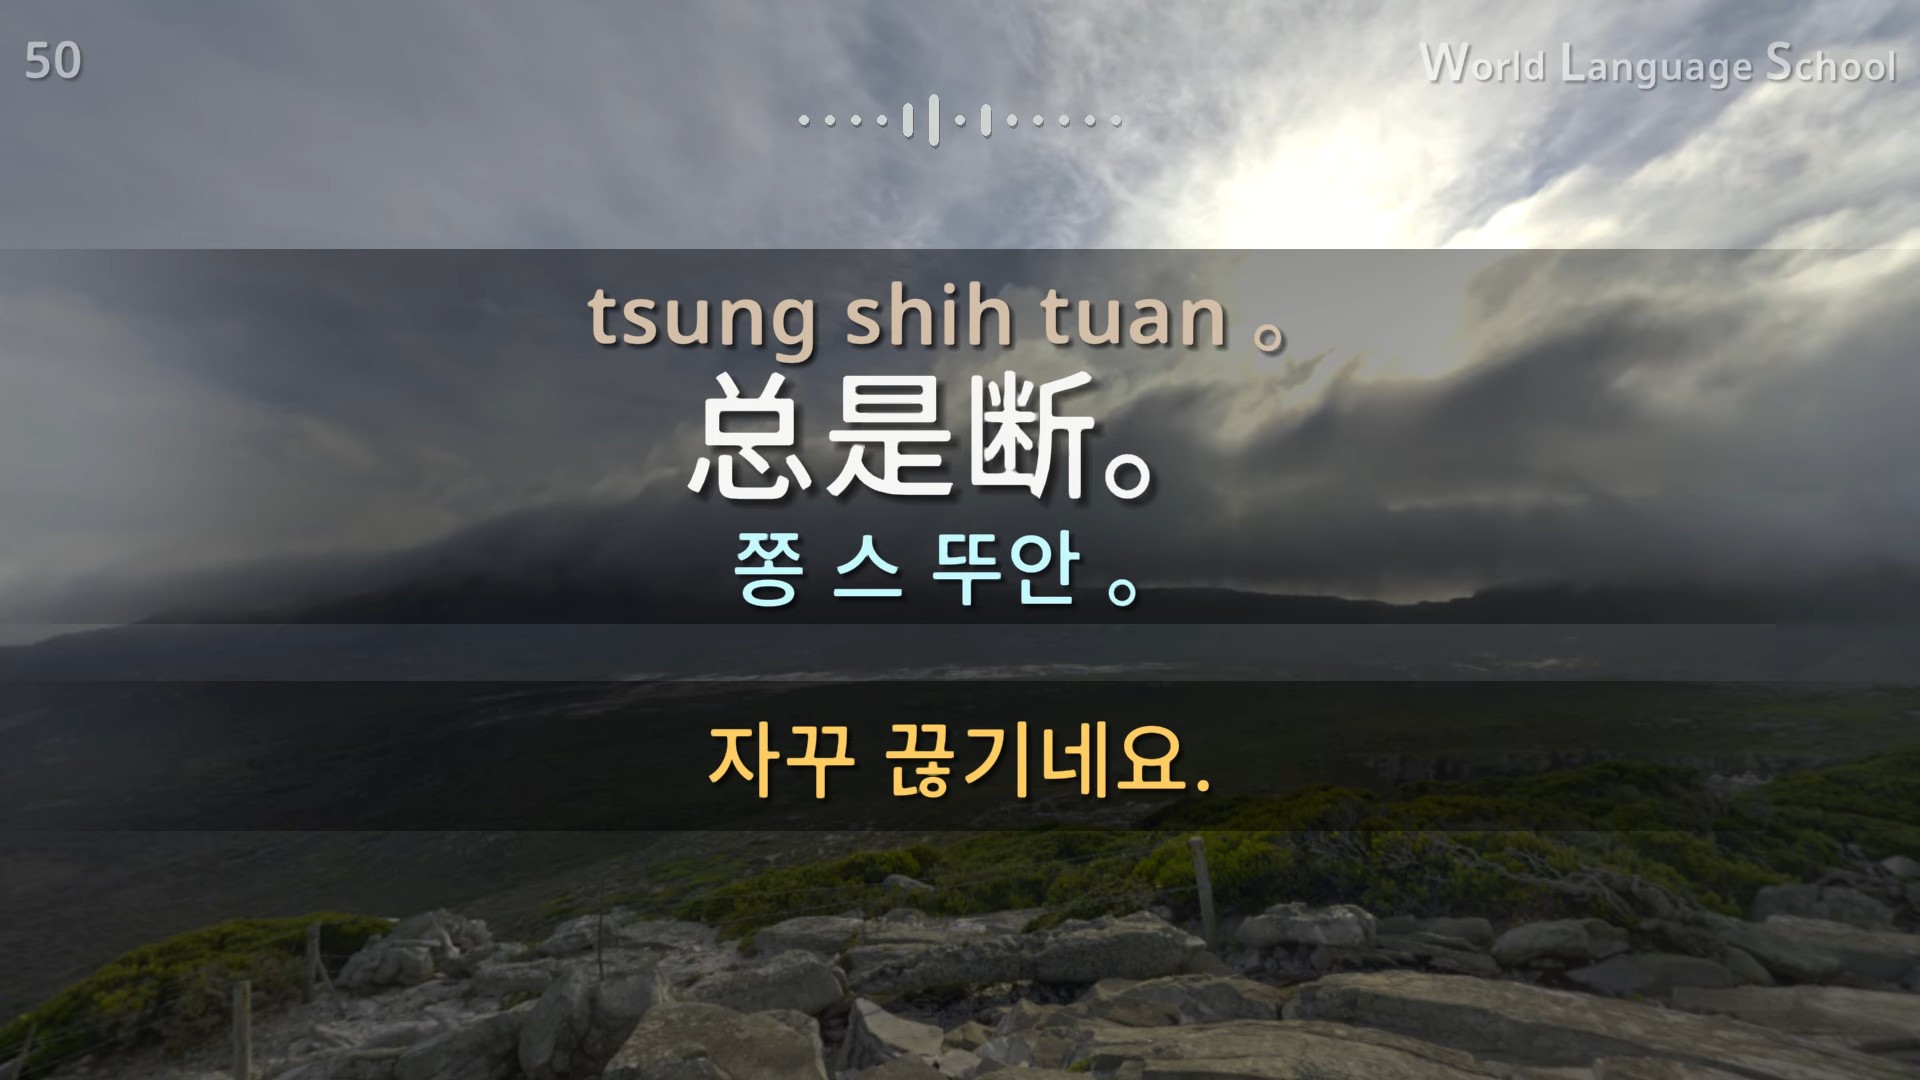 50
World Language School
tsung shih tuan 。
总是断。
쫑 스 뚜안 。
자꾸 끊기네요.